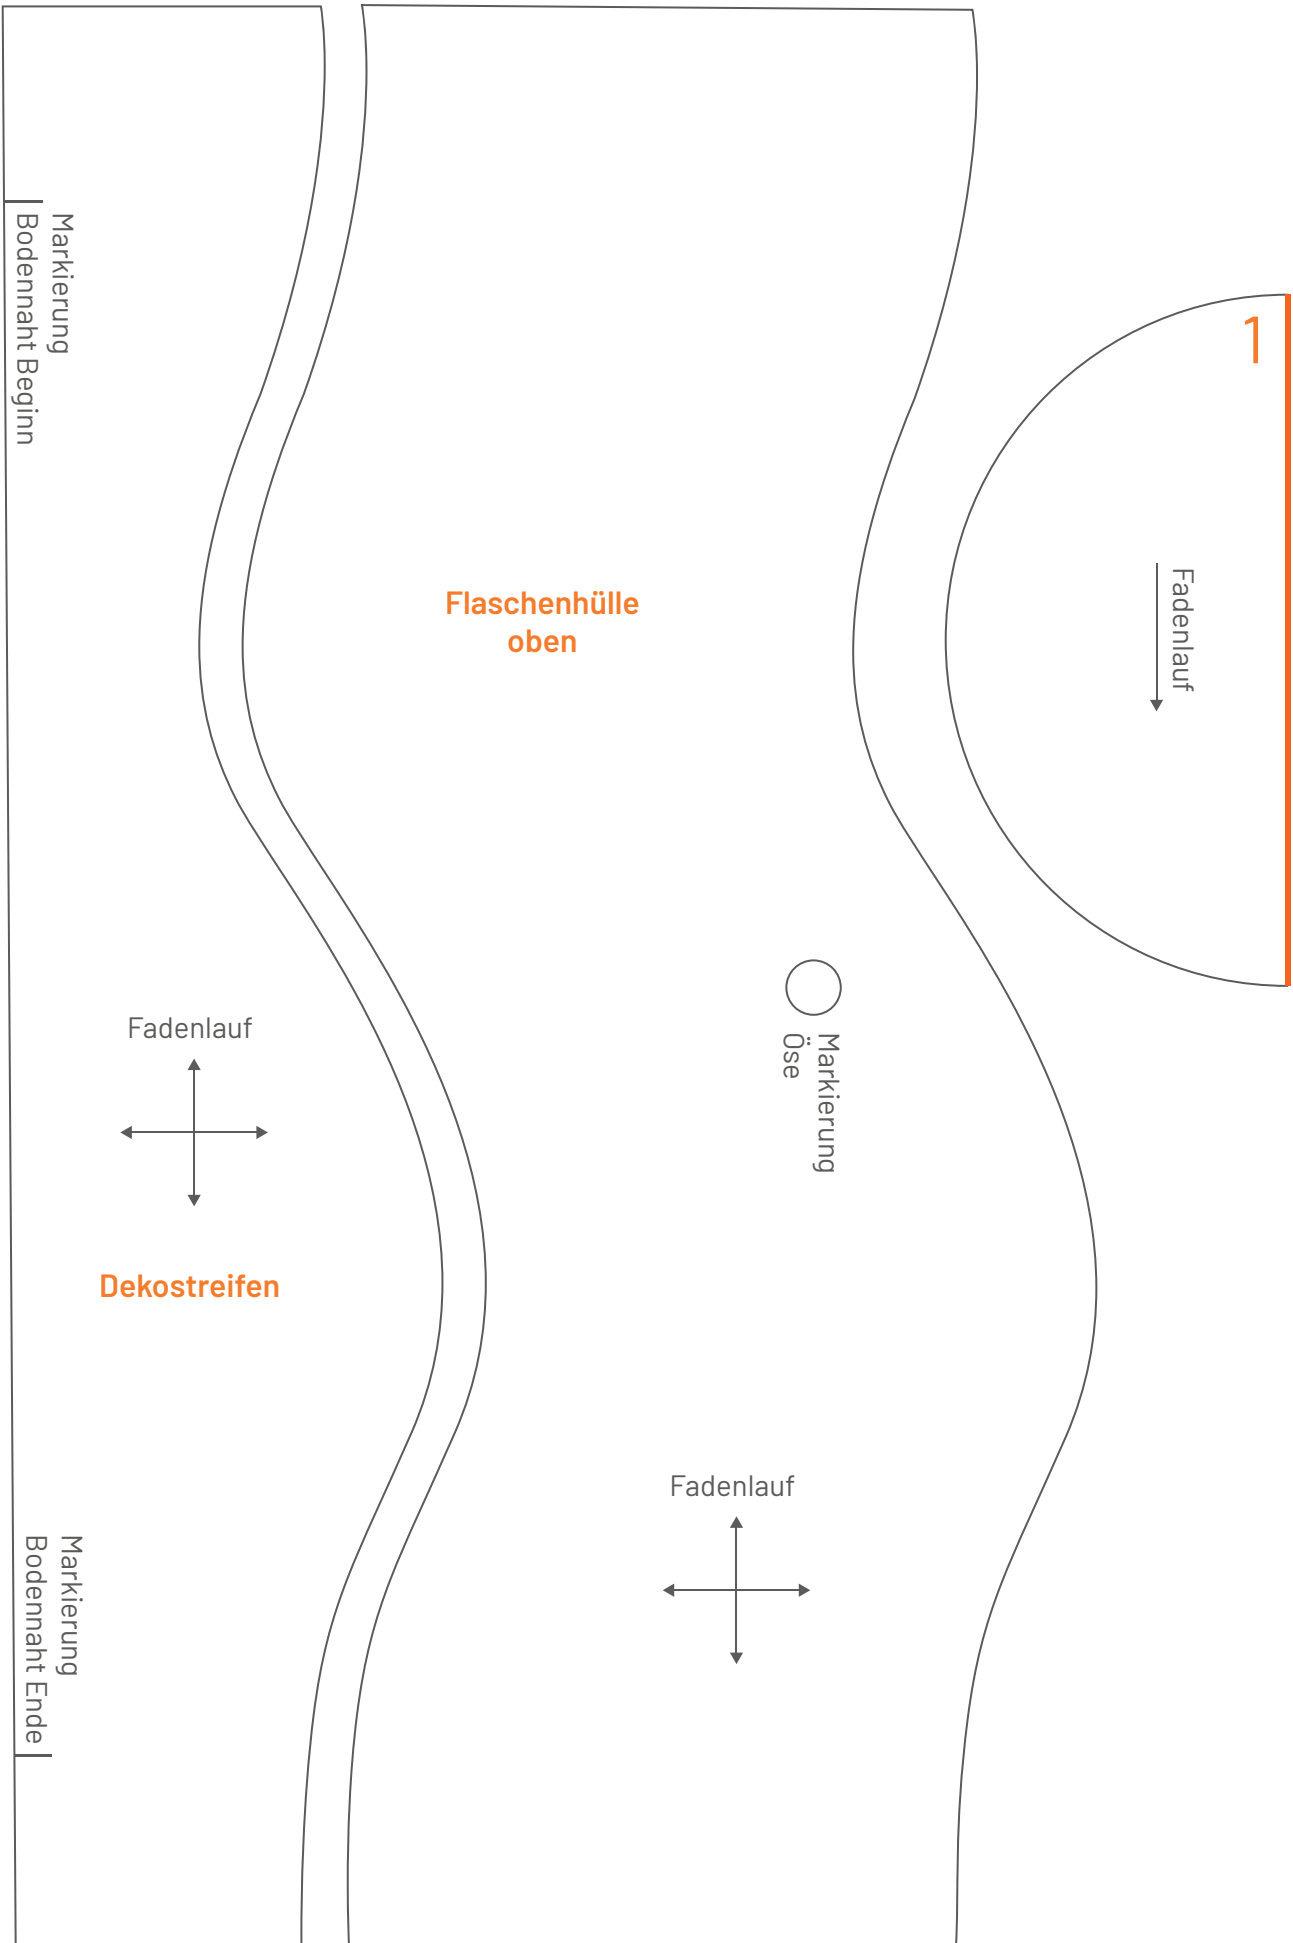 Markierung
Bodennaht Beginn
1
Fadenlauf
Flaschenhülle
oben
Fadenlauf
Markierung
Öse
Dekostreifen
Fadenlauf
Markierung
Bodennaht Ende